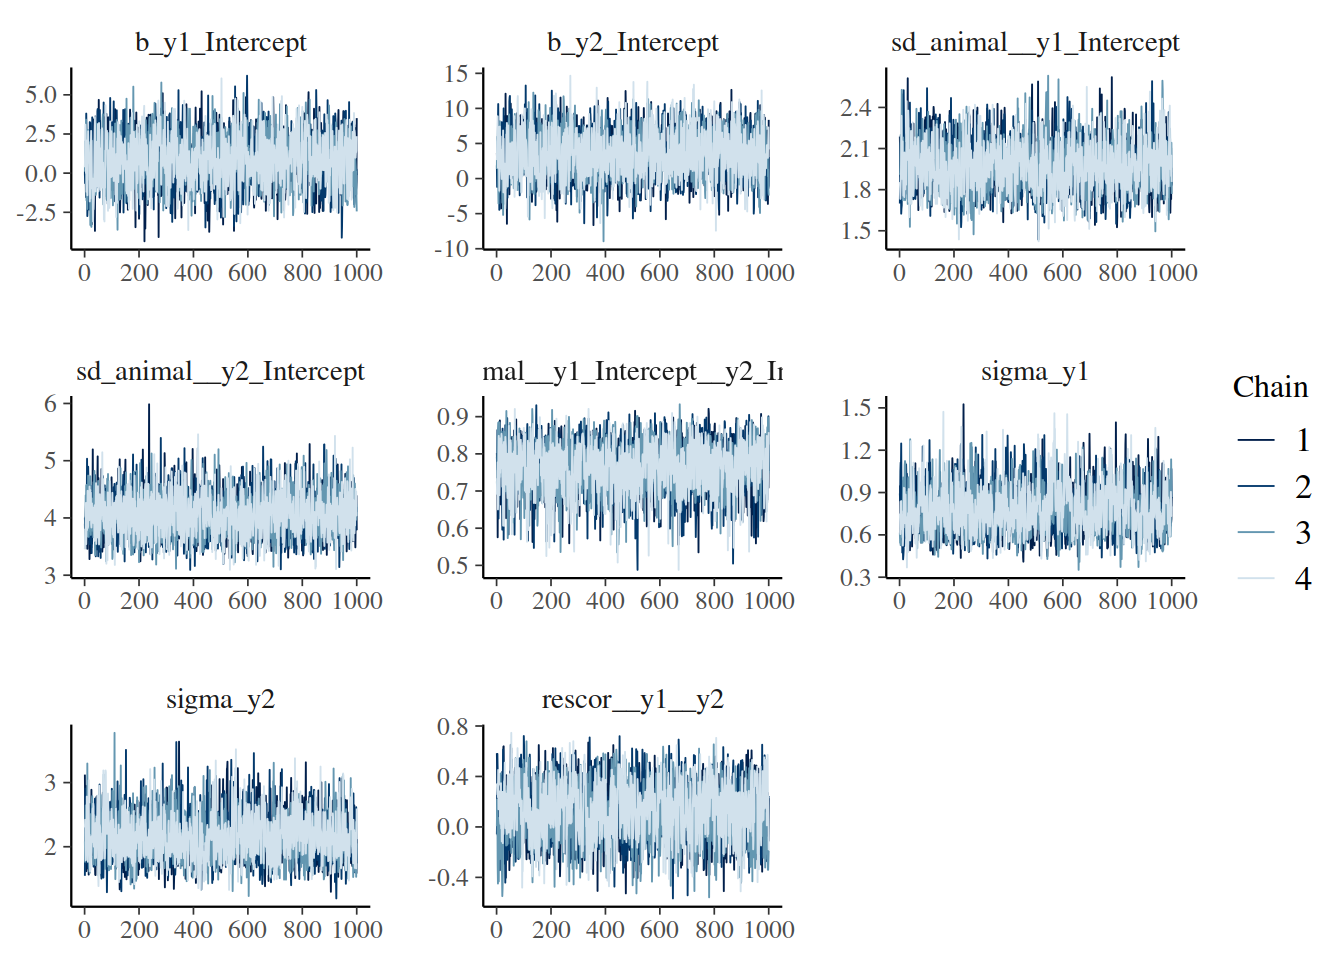 b_y1_Intercept
b_y2_Intercept
sd_animal__y1_Intercept
5.0
2.5
0.0
-2.5
0 200 400 600 800 1000
15
10
5
0
-5
-10
0 200 400 600 800 1000
2.4
2.1
1.8
1.5
0 200 400 600 800 1000
sd_animal__y2_Intercept
mal__y1_Intercept__y2_In
sigma_y1
6
5
4
3
0 200 400 600 800 1000
0.9
0.8
0.7
0.6
0.5
0 200 400 600 800 1000
1.5
1.2
0.9
0.6
0.3
0 200 400 600 800 1000
Chain
1
2
3
4
sigma_y2
rescor__y1__y2
3
2
0 200 400 600 800 1000
0.8
0.4
0.0
-0.4
0 200 400 600 800 1000